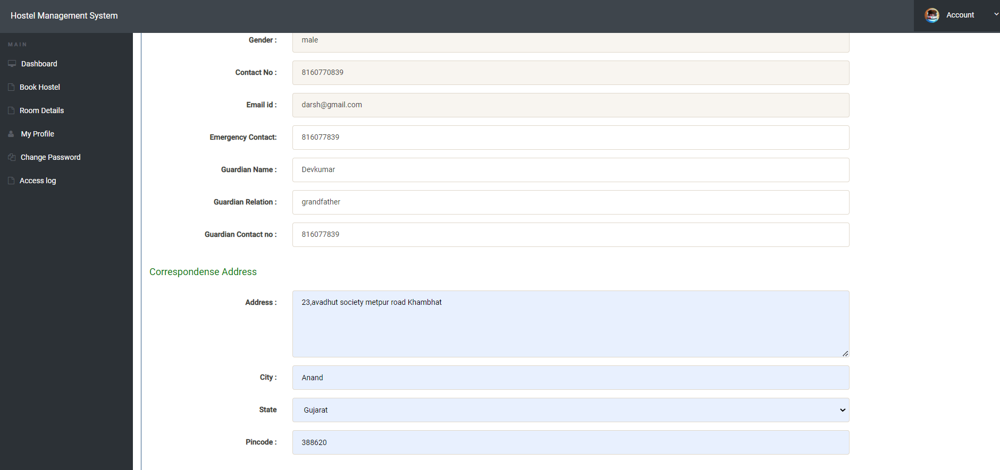 Hostel Management System
Account
MAIN
Dashboard
Book Hostel
Room Details
My Profile
Change Password
Access log
Gender : male
Contact No : 8160770839
Email id : darsh@gmail.com
Emergency Contact: 816077839
Guardian Name : Devkumar
Guardian Relation : grandfather
Guardian Contact no : 816077839
Correspondense Address
Address : 23,avadhut society metpur road Khambhat
City : Anand
State Gujarat
Pincode : 388620